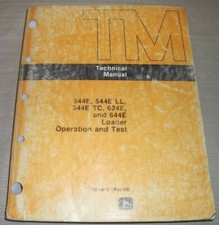 TM
Technical
Manual
544E, 544E LL,
544E TC, 624E,
and 644E
Loader
Operation and Test